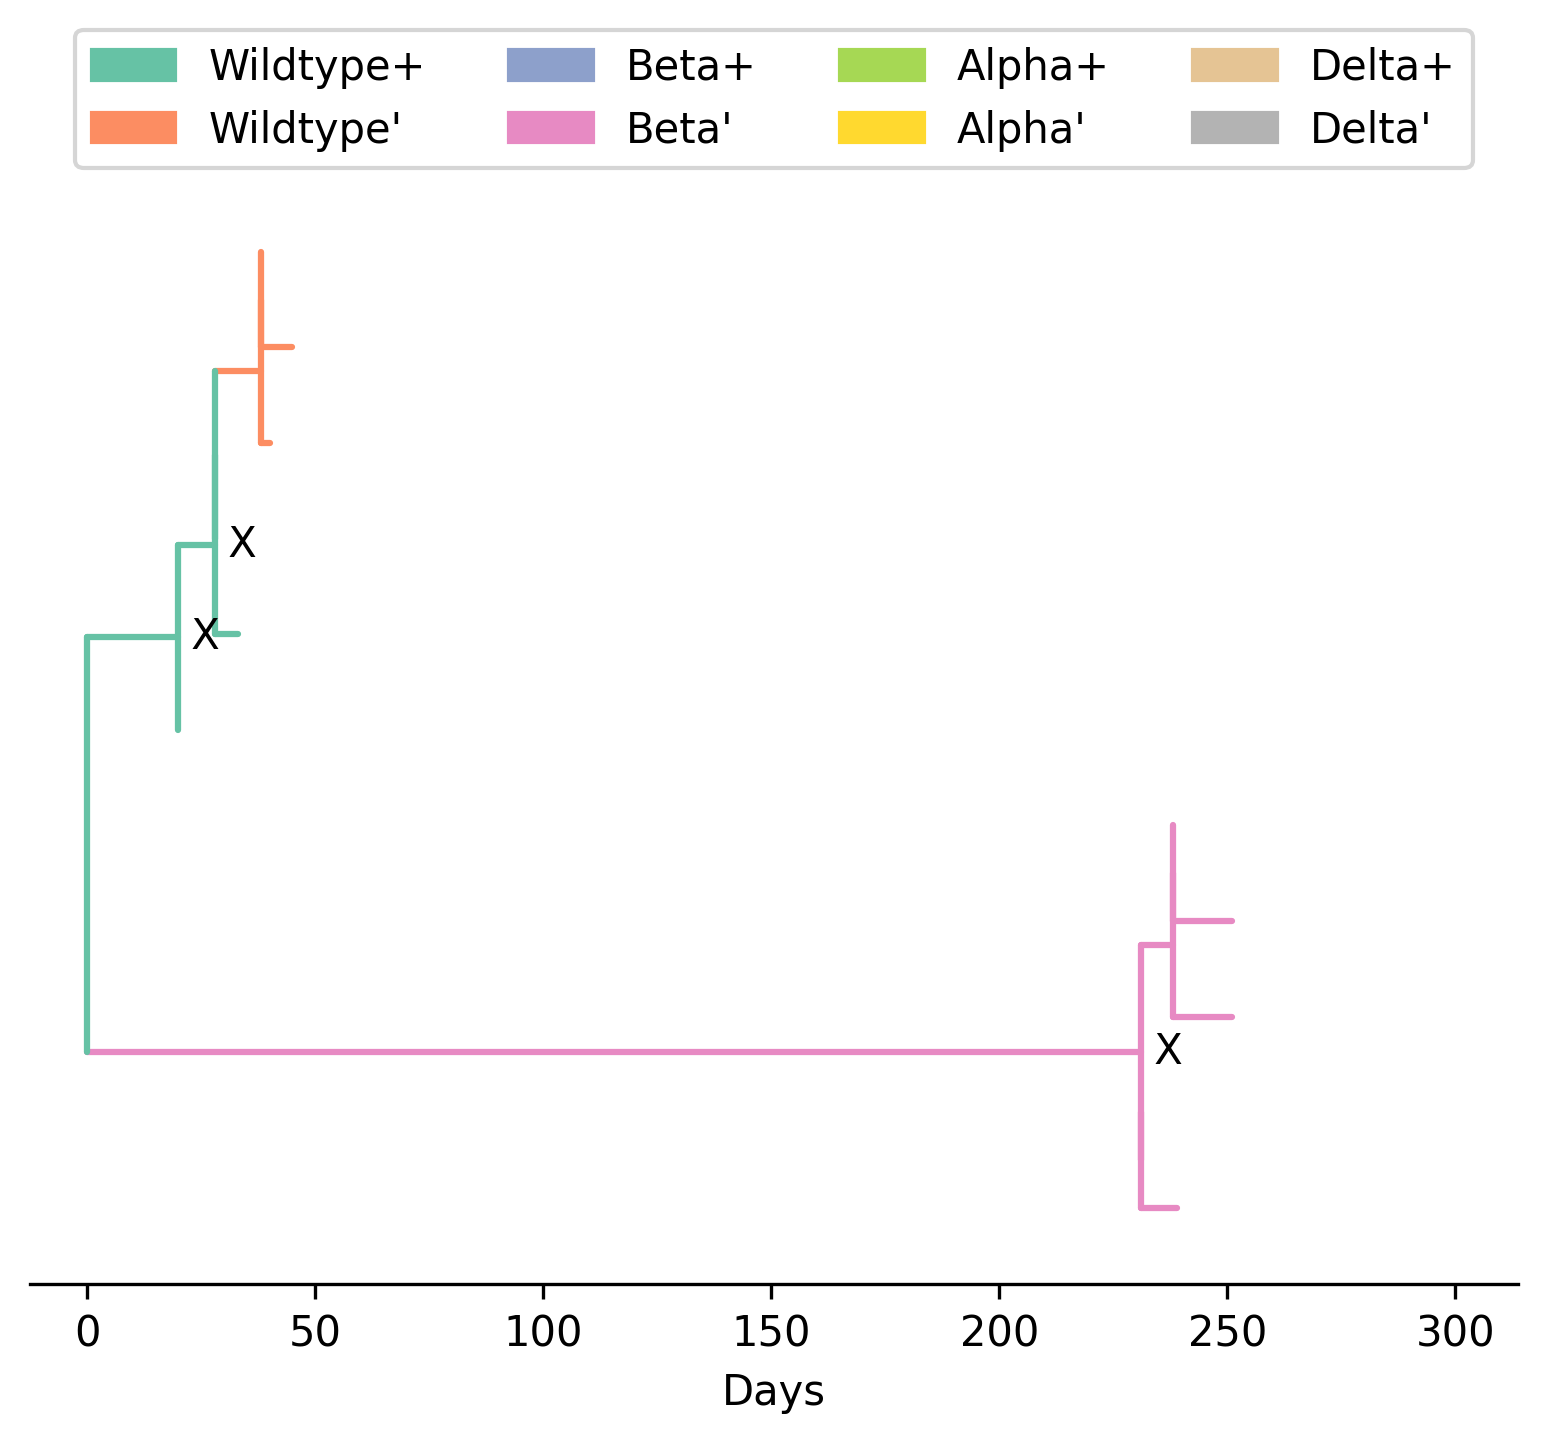 Wildtype+ Beta+ Alpha+ Delta+
Wildtype' Beta' Alpha' Delta'
X
X
X
0 50 100 150 200 250 300
Days